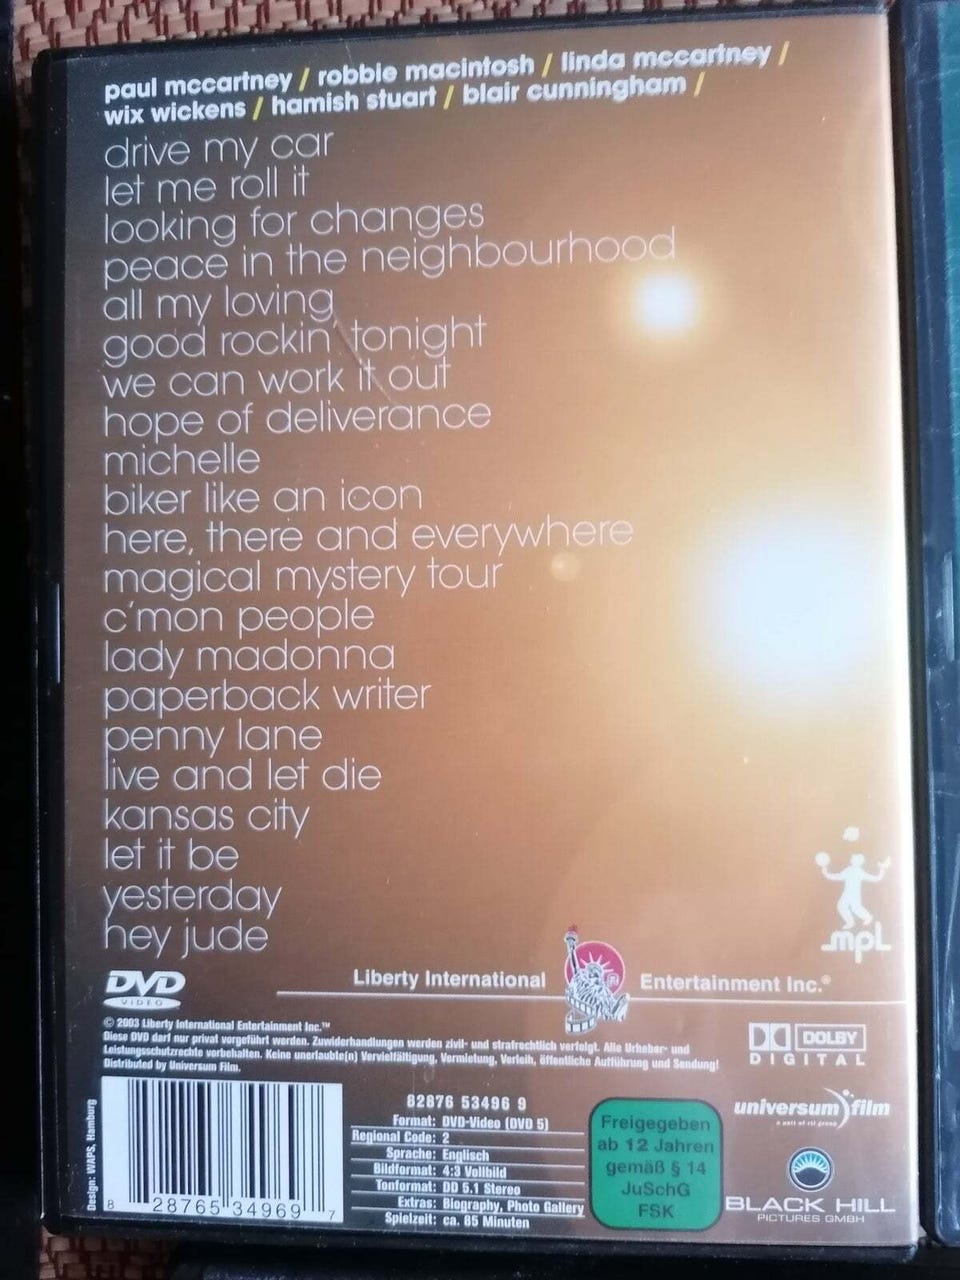 paul mccartney / robbie macintosh / linda mccartney /
wix wickens / hamish stuart / blair cunningham /
drive my car
let me roll it
looking for changes
peace in the neighbourhood
all my loving
good rockin' tonight
we can work it out
hope of deliverance
michelle
biker like an icon
here, there and everywhere
magical mystery tour
c'mon people
lady madonna
paperback writer
penny lane
live and let die
kansas city
let it be
yesterday
hey jude
mpl
DVD
VIDEO
Liberty International Entertainment Inc.®
© 2003 Liberty International Entertainment Inc.™
Diese DVD darf nur privat vorgeführt werden. Zuwiderhandlungen werden zivil- und strafrechtlich verfolgt. Alle Urheber- und
Leistungsschutzrechte vorbehalten. Keine unerlaubte(n) Vervielfältigung, Vermietung, Verleih, öffentliche Aufführung und Sendung!
Distributed by Universum Film.
DOLBY
DIGITAL
Design: WAPS, Hamburg
8 28765 34969 7
82876 53496 9
Format: DVD-Video (DVD 5)
Regional Code: 2
Sprache: Englisch
Bildformat: 4:3 Vollbild
Tonformat: DD 5.1 Stereo
Extras: Biography, Photo Gallery
Spielzeit: ca. 85 Minuten
Freigegeben
ab 12 Jahren
gemäß § 14
JuSchG
FSK
universum film
a unit of rtl group
BLACK HILL
PICTURES GMBH